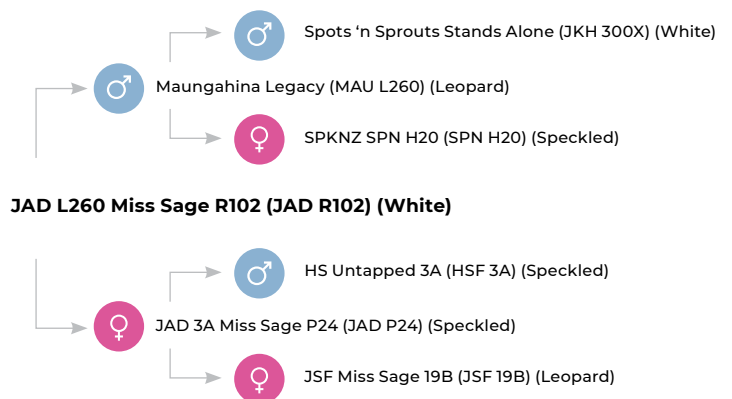 Spots ‘n Sprouts Stands Alone (JKH 300X) (White)
Maungahina Legacy (MAU L260) (Leopard)
SPKNZ SPN H20 (SPN H20) (Speckled)
JAD L260 Miss Sage R102 (JAD R102) (White)
HS Untapped 3A (HSF 3A) (Speckled)
JAD 3A Miss Sage P24 (JAD P24) (Speckled)
JSF Miss Sage 19B (JSF 19B) (Leopard)